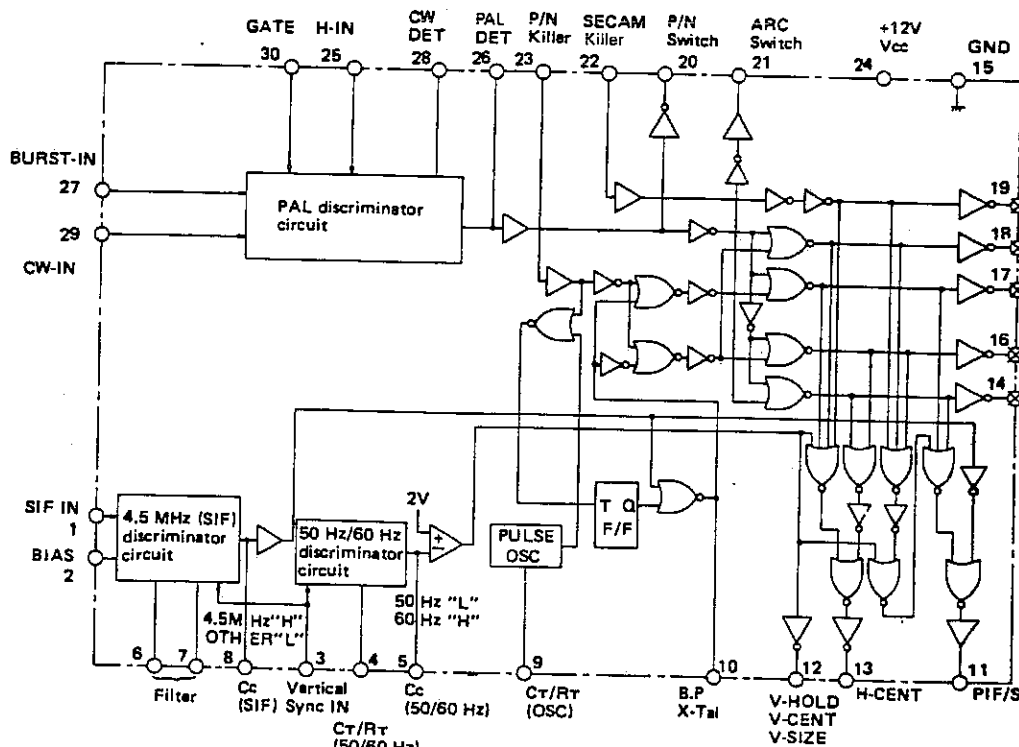 GATE
30
H-IN
25
CW
DET
28
PAL
DET
26
P/N
Killer
23
SECAM
Killer
22
P/N
Switch
20
ARC
Switch
21
+12V
Vcc
24
GND
15
BURST-IN
27
29
CW-IN
PAL discriminator
circuit
19
18
17
16
14
SIF IN
1
BIAS
2
4.5 MHz (SIF)
discriminator
circuit
50 Hz/60 Hz
discriminator
circuit
2V
+
−
T Q
F/F
PULSE
OSC
4.5M Hz"H"
OTHER"L"
50 Hz "L"
60 Hz "H"
6
7
Filter
8
Cc
(SIF)
3
Vertical
Sync IN
4
CT/RT
(50/60 Hz)
5
Cc
(50/60 Hz)
9
CT/RT
(OSC)
10
B.P
X-Tal
12
V-HOLD
V-CENT
V-SIZE
13
H-CENT
11
PIF/S